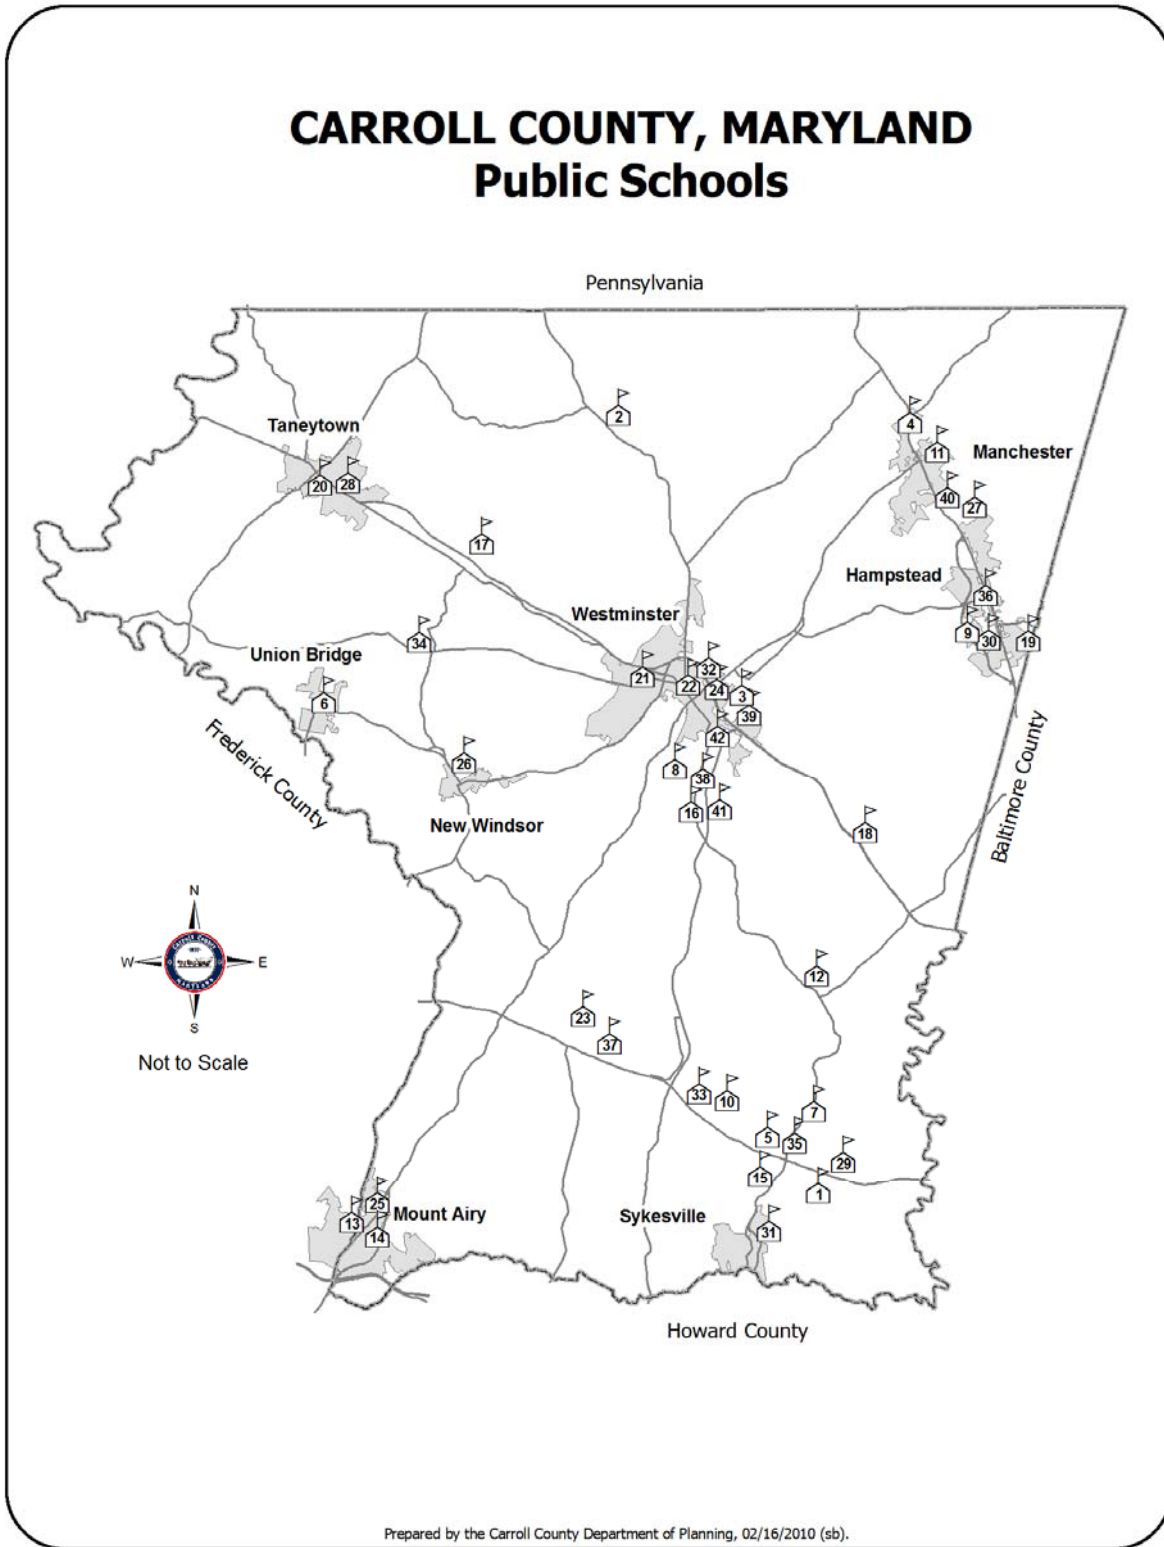 CARROLL COUNTY, MARYLAND
Public Schools
Pennsylvania
2
Taneytown
4
11
Manchester
20
28
40
27
17
Hampstead
36
Westminster
9
30
19
34
Union Bridge
32
21
22
24
3
6
39
42
Frederick County
26
8
38
Baltimore County
16
41
New Windsor
18
N
W
E
S
Carroll County
MARYLAND
12
23
37
Not to Scale
33
10
7
5
35
29
15
1
25
13
Mount Airy
14
Sykesville
31
Howard County
Prepared by the Carroll County Department of Planning, 02/16/2010 (sb).